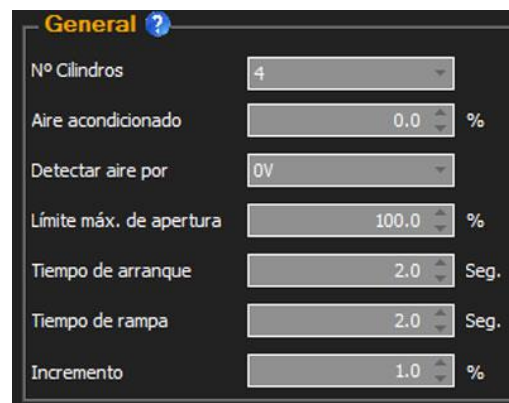 General ?
Nº Cilindros 4
Aire acondicionado 0.0 %
Detectar aire por 0V
Límite máx. de apertura 100.0 %
Tiempo de arranque 2.0 Seg.
Tiempo de rampa 2.0 Seg.
Incremento 1.0 %